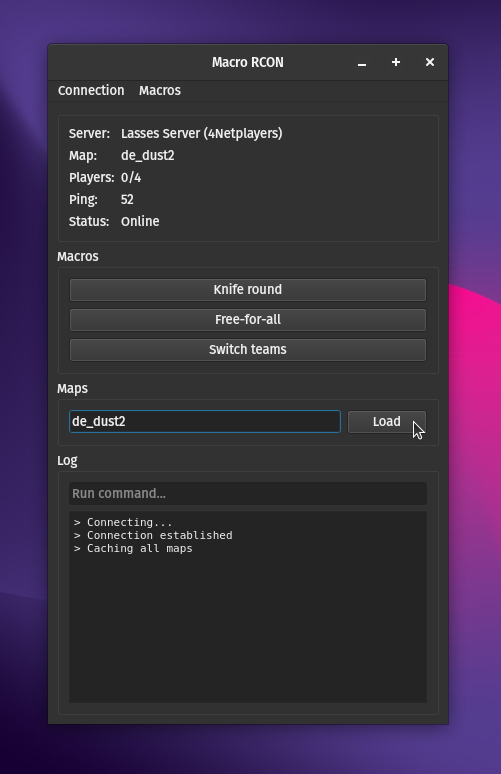 Macro RCON
Connection Macros
Server: Lasses Server (4Netplayers)
Map: de_dust2
Players: 0/4
Ping: 52
Status: Online
Macros
Knife round
Free-for-all
Switch teams
Maps
de_dust2 Load
Log
Run command...
> Connecting...
> Connection established
> Caching all maps